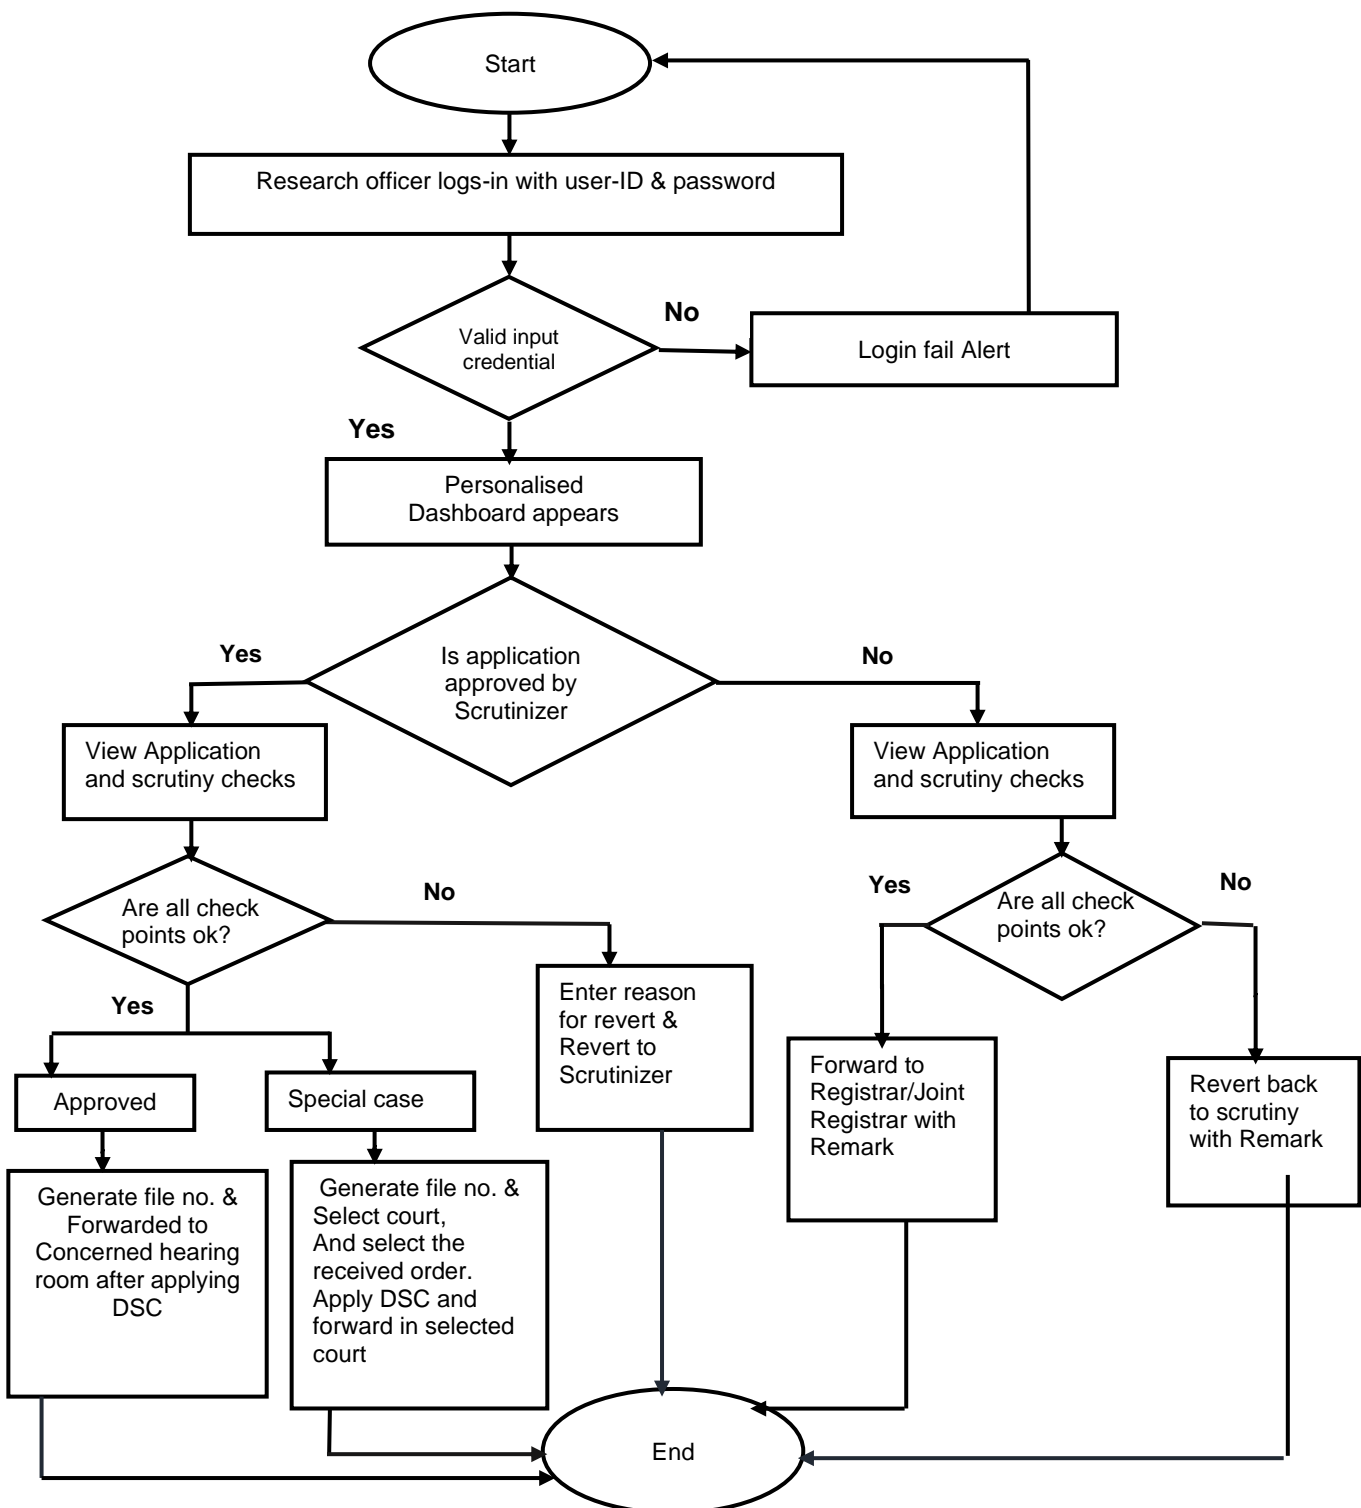 Start
Research officer logs-in with user-ID & password
Valid input
credential
No
Login fail Alert
Yes
Personalised
Dashboard appears
Is application
approved by
Scrutinizer
Yes
No
View Application
and scrutiny checks
View Application
and scrutiny checks
Are all check
points ok?
No
Yes
Are all check
points ok?
Yes
No
Approved
Special case
Enter reason
for revert &
Revert to
Scrutinizer
Forward to
Registrar/Joint
Registrar with
Remark
Revert back
to scrutiny
with Remark
Generate file no. &
Forwarded to
Concerned hearing
room after applying
DSC
Generate file no. &
Select court,
And select the
received order.
Apply DSC and
forward in selected
court
End